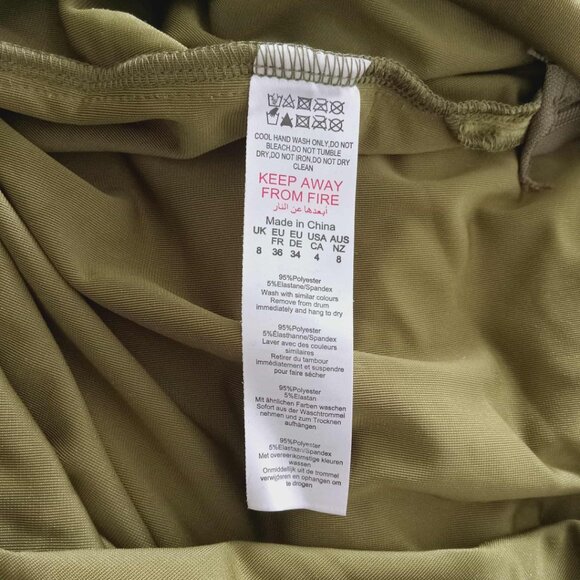 COOL HAND WASH ONLY,DO NOT
BLEACH,DO NOT TUMBLE
DRY,DO NOT IRON,DO NOT DRY
CLEAN
KEEP AWAY
FROM FIRE
أبعدها عن النار
Made in China
UK EU EU USA AUS
FR DE CA NZ
8 36 34 4 8
95%Polyester
5%Elastane/Spandex
Wash with similar colours
Remove from drum
immediately and hang to dry
95%Polyester
5%Élasthanne/Spandex
Laver avec des couleurs
similaires
Retirer du tambour
immédiatement et suspendre
pour faire sécher
95%Polyester
5%Elastan
Mit ähnlichen Farben waschen
Sofort aus der Waschtrommel
nehmen und zum Trocknen
aufhängen
95%Polyester
5%Elastaan/Spandex
Met overeenkomstige kleuren
wassen
Onmiddellijk uit de trommel
verwijderen en ophangen om
te drogen